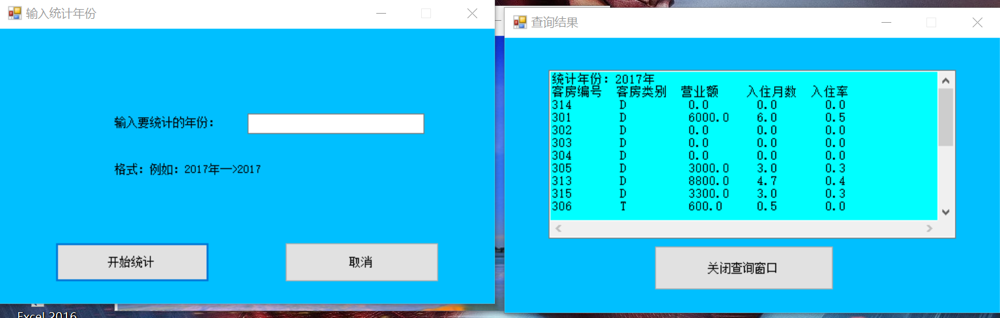 输入统计年份
输入要统计的年份：
格式：例如：2017年—>2017
开始统计
取消
Excel 2016
查询结果
统计年份：2017年
客房编号 客房类别 营业额 入住月数 入住率
314 D 0.0 0.0 0.0
301 D 6000.0 6.0 0.5
302 D 0.0 0.0 0.0
303 D 0.0 0.0 0.0
304 D 0.0 0.0 0.0
305 D 3000.0 3.0 0.3
313 D 8800.0 4.7 0.4
315 D 3300.0 3.0 0.3
306 T 600.0 0.5 0.0
关闭查询窗口